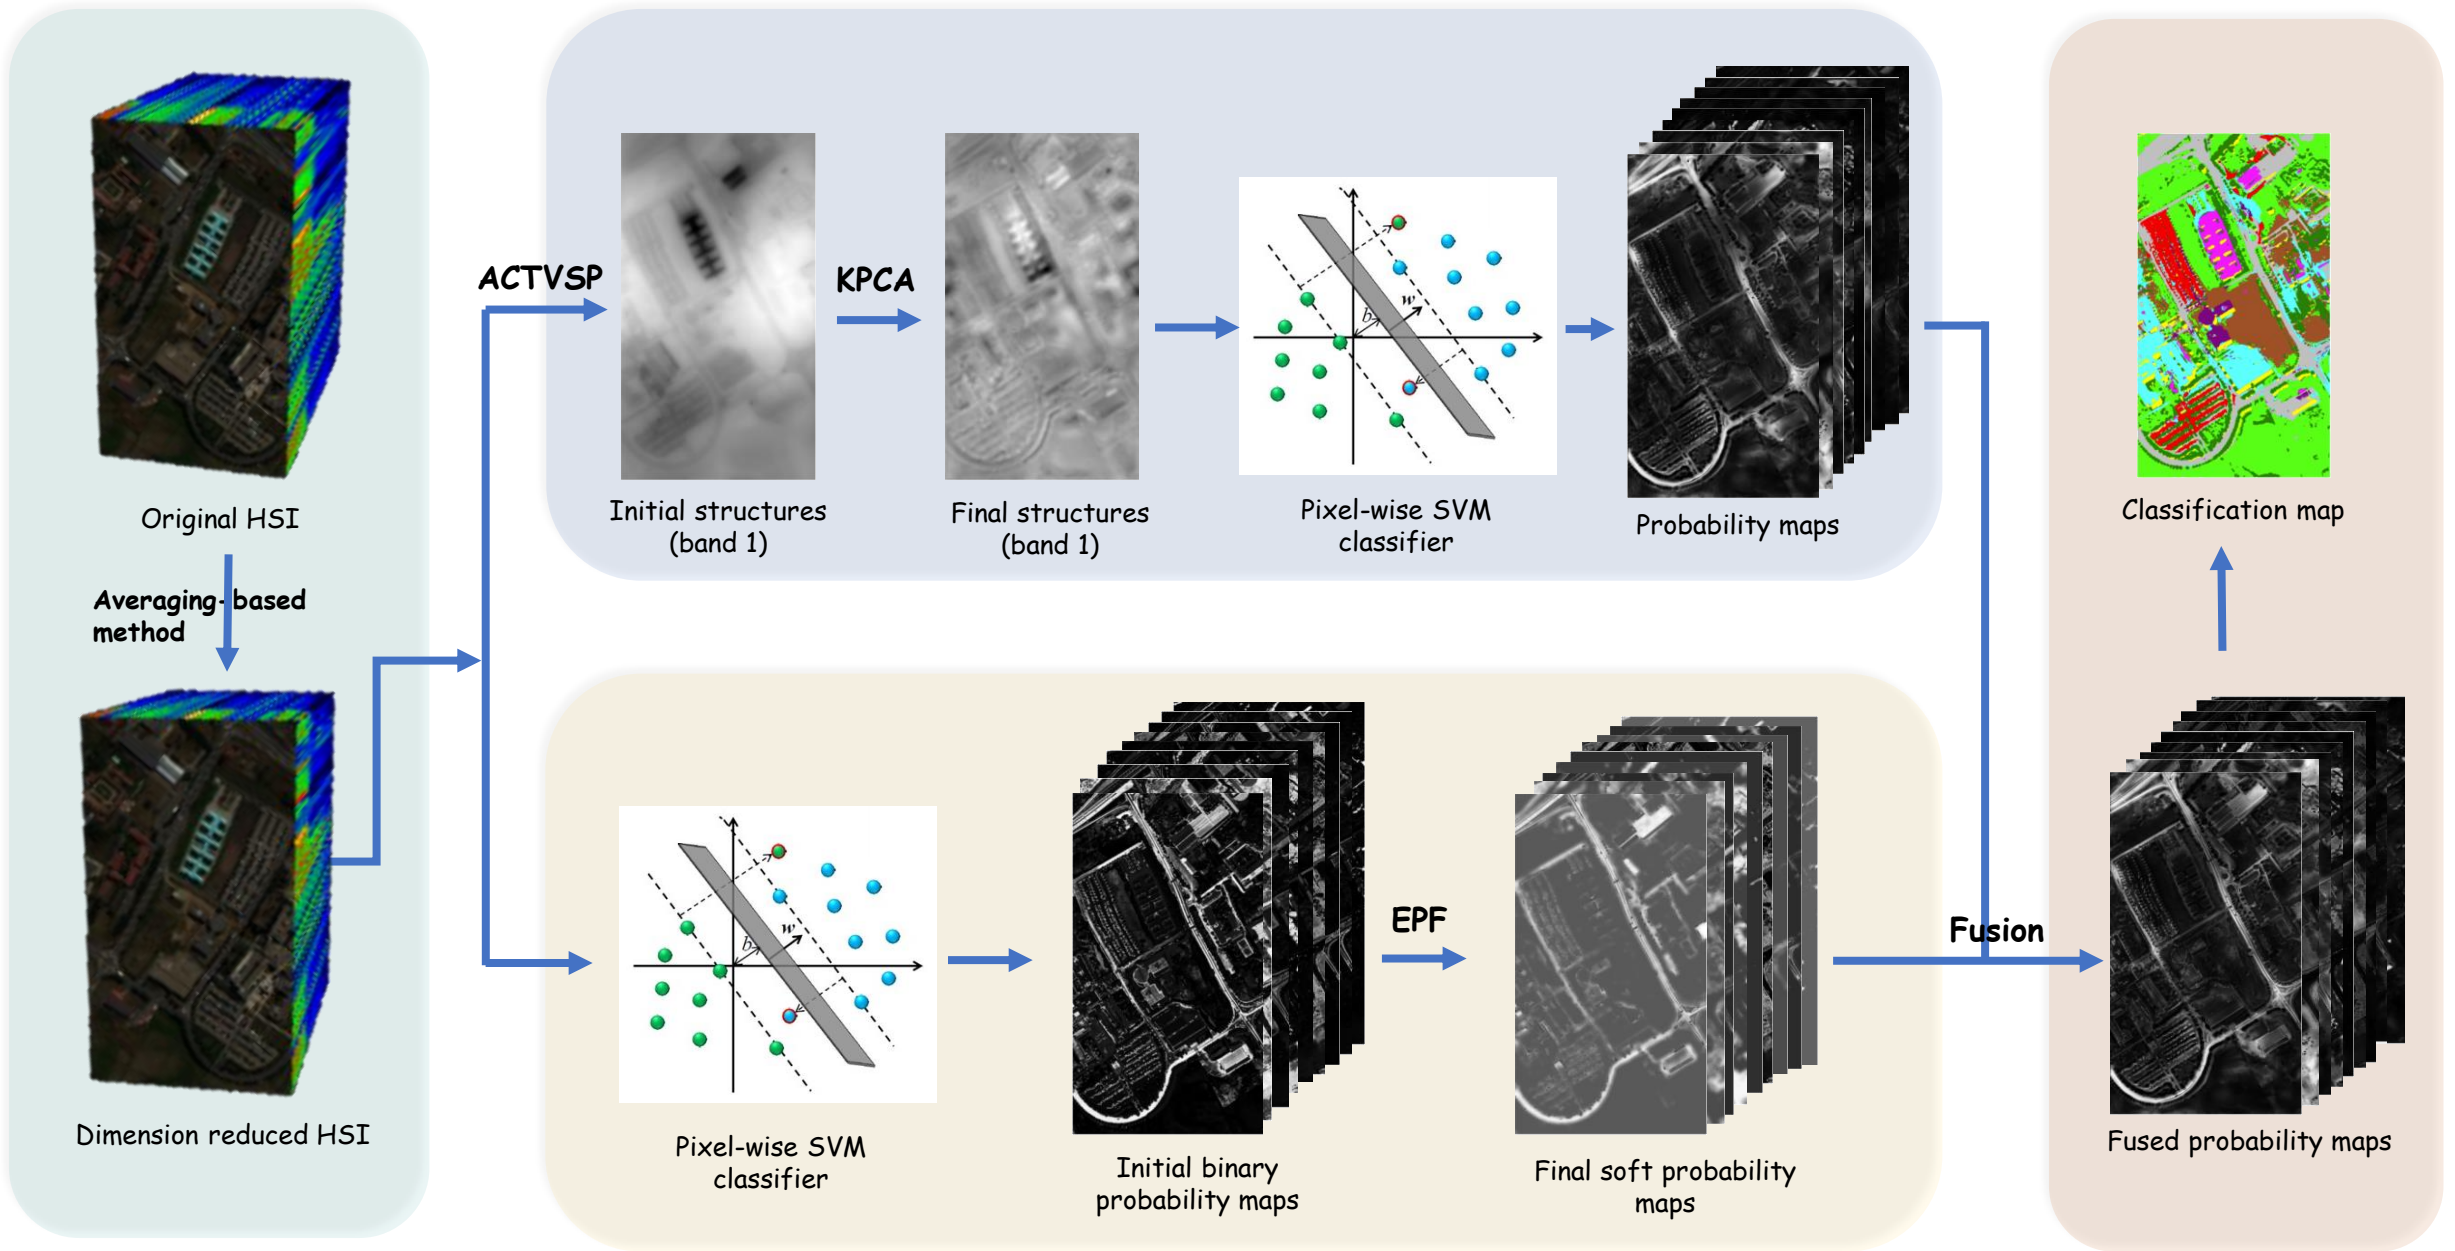 Original HSI
Averaging-based
method
Dimension reduced HSI
ACTVSP
Initial structures
(band 1)
KPCA
Final structures
(band 1)
w
b
Pixel-wise SVM
classifier
Probability maps
w
b
Pixel-wise SVM
classifier
Initial binary
probability maps
EPF
Final soft probability
maps
Fusion
Classification map
Fused probability maps